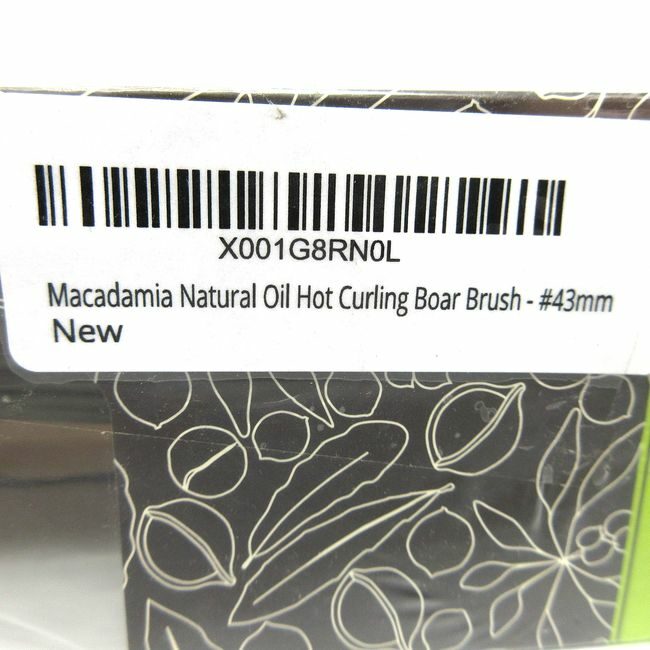 X001G8RN0L
Macadamia Natural Oil Hot Curling Boar Brush - #43mm
New